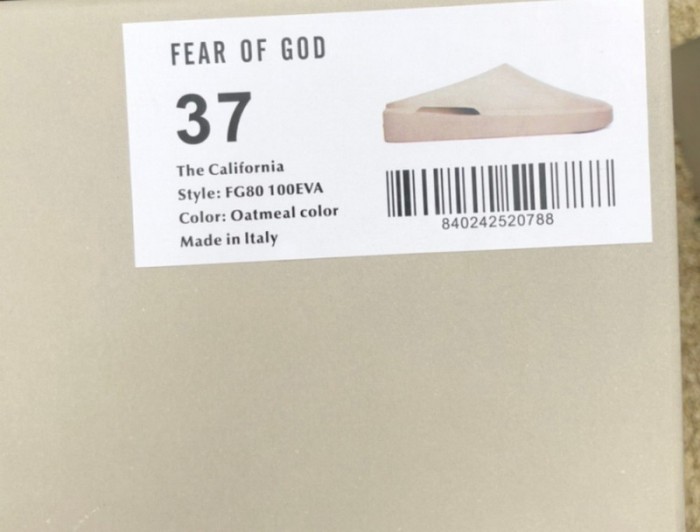 FEAR OF GOD
37
The California
Style: FG80 100EVA
Color: Oatmeal color
Made in Italy
840242520788